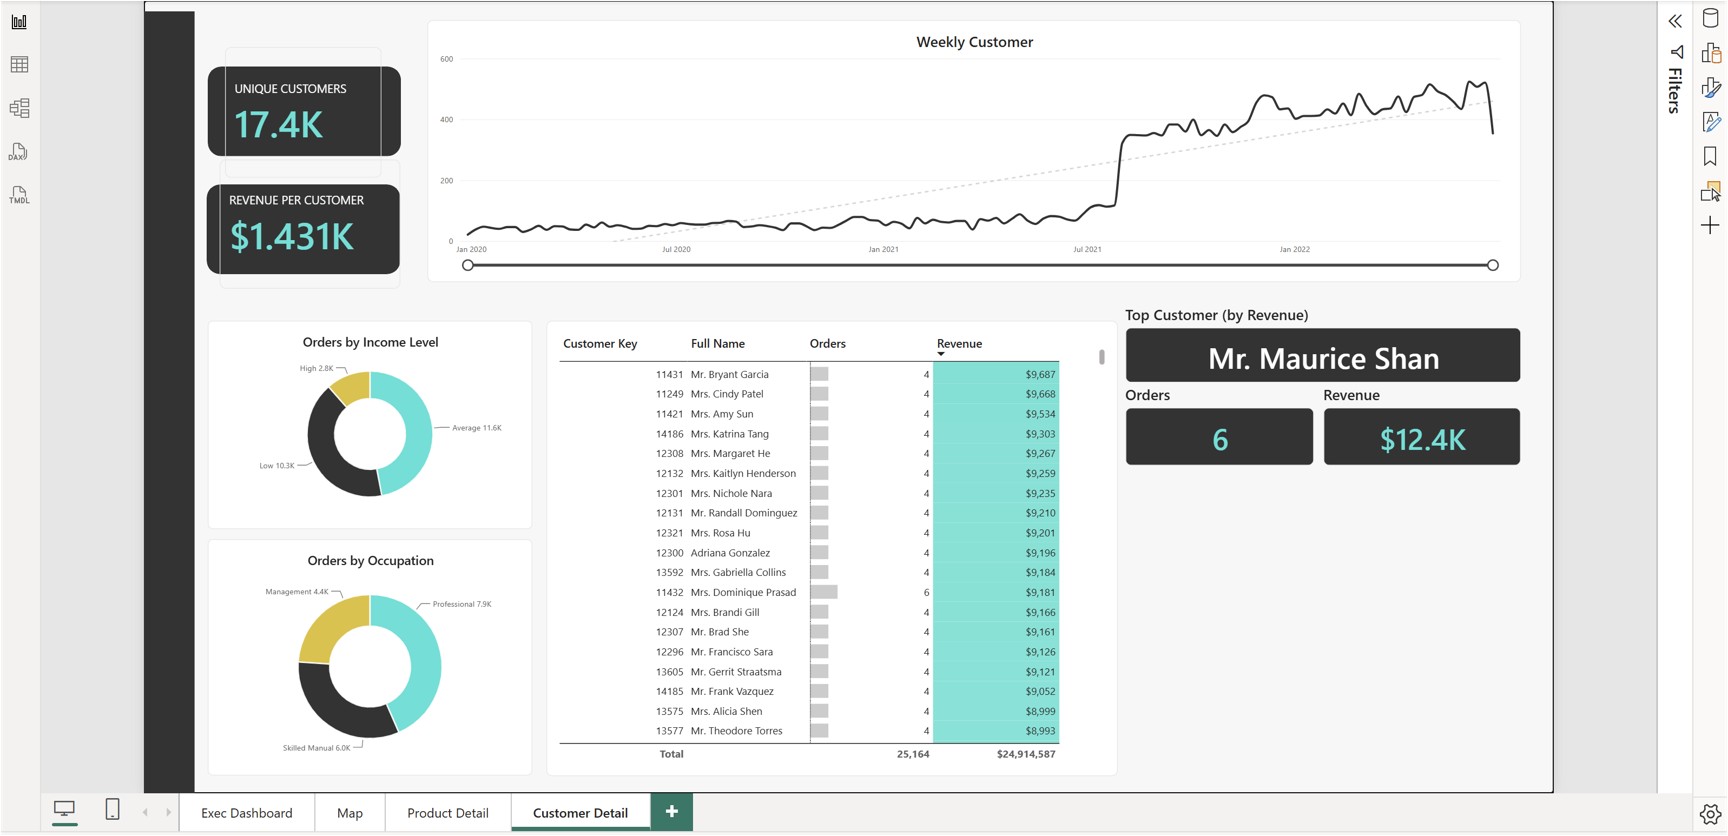 Weekly Customer
600
400
200
0
Jan 2020
Jul 2020
Jan 2021
Jul 2021
Jan 2022
UNIQUE CUSTOMERS
17.4K
REVENUE PER CUSTOMER
$1.431K
Orders by Income Level
High 2.8K
Average 11.6K
Low 10.3K
Orders by Occupation
Management 4.4K
Professional 7.9K
Skilled Manual 6.0K
Customer Key Full Name Orders Revenue
11431 Mr. Bryant Garcia 4 $9,687
11249 Mrs. Cindy Patel 4 $9,668
11421 Mrs. Amy Sun 4 $9,534
14186 Mrs. Katrina Tang 4 $9,303
12308 Mrs. Margaret He 4 $9,267
12132 Mrs. Kaitlyn Henderson 4 $9,259
12301 Mrs. Nichole Nara 4 $9,235
12131 Mr. Randall Dominguez 4 $9,210
12321 Mrs. Rosa Hu 4 $9,201
12300 Adriana Gonzalez 4 $9,196
13592 Mrs. Gabriella Collins 4 $9,184
11432 Mrs. Dominique Prasad 6 $9,181
12124 Mrs. Brandi Gill 4 $9,166
12307 Mr. Brad She 4 $9,161
12296 Mr. Francisco Sara 4 $9,126
13605 Mr. Gerrit Straatsma 4 $9,121
14185 Mr. Frank Vazquez 4 $9,052
13575 Mrs. Alicia Shen 4 $8,999
13577 Mr. Theodore Torres 4 $8,993
Total 25,164 $24,914,587
Top Customer (by Revenue)
Mr. Maurice Shan
Orders Revenue
6 $12.4K
Filters
DAX
TMDL
Exec Dashboard Map Product Detail Customer Detail